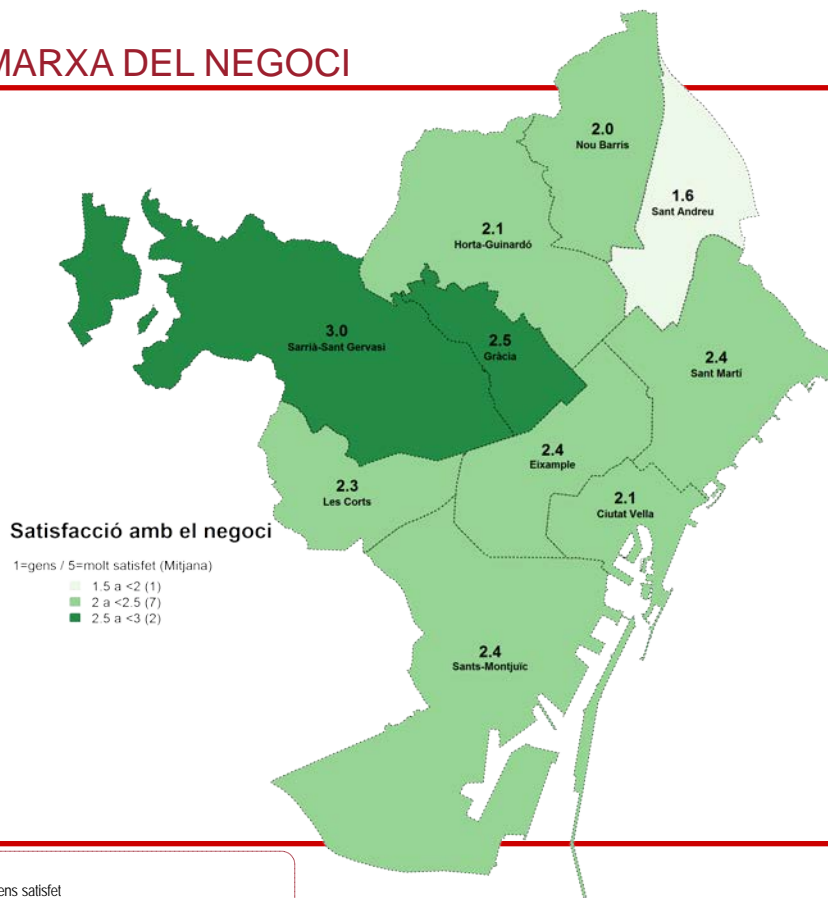 MARXA DEL NEGOCI
2.0
Nou Barris
1.6
Sant Andreu
2.1
Horta-Guinardó
3.0
Sarrià-Sant Gervasi
2.5
Gràcia
2.4
Sant Martí
2.4
Eixample
2.3
Les Corts
2.1
Ciutat Vella
Satisfacció amb el negoci
1=gens / 5=molt satisfet (Mitjana)
1.5 a <2 (1)
2 a <2.5 (7)
2.5 a <3 (2)
2.4
Sants-Montjuïc
ens satisfet